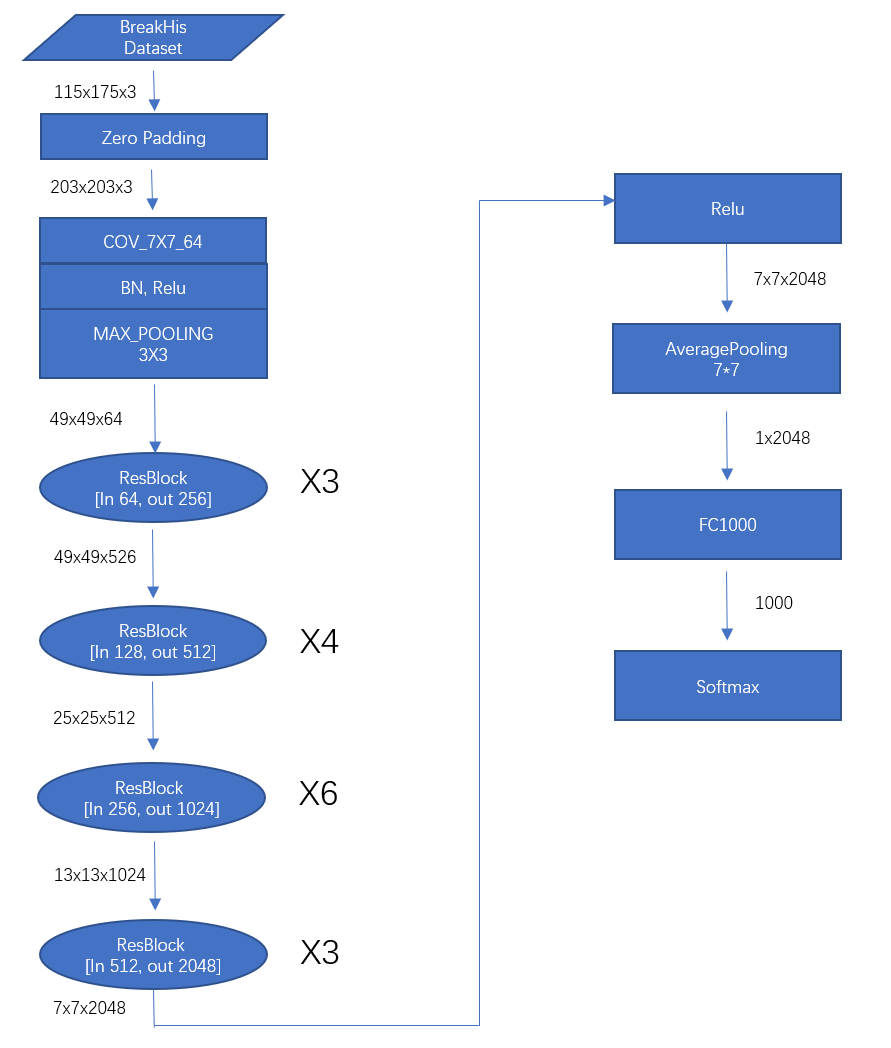 BreakHis
Dataset
115x175x3
Zero Padding
203x203x3
COV_7X7_64
BN, Relu
MAX_POOLING
3X3
49x49x64
ResBlock
[In 64, out 256]
X3
49x49x526
ResBlock
[In 128, out 512]
X4
25x25x512
ResBlock
[In 256, out 1024]
X6
13x13x1024
ResBlock
[In 512, out 2048]
X3
7x7x2048
Relu
7x7x2048
AveragePooling
7*7
1x2048
FC1000
1000
Softmax